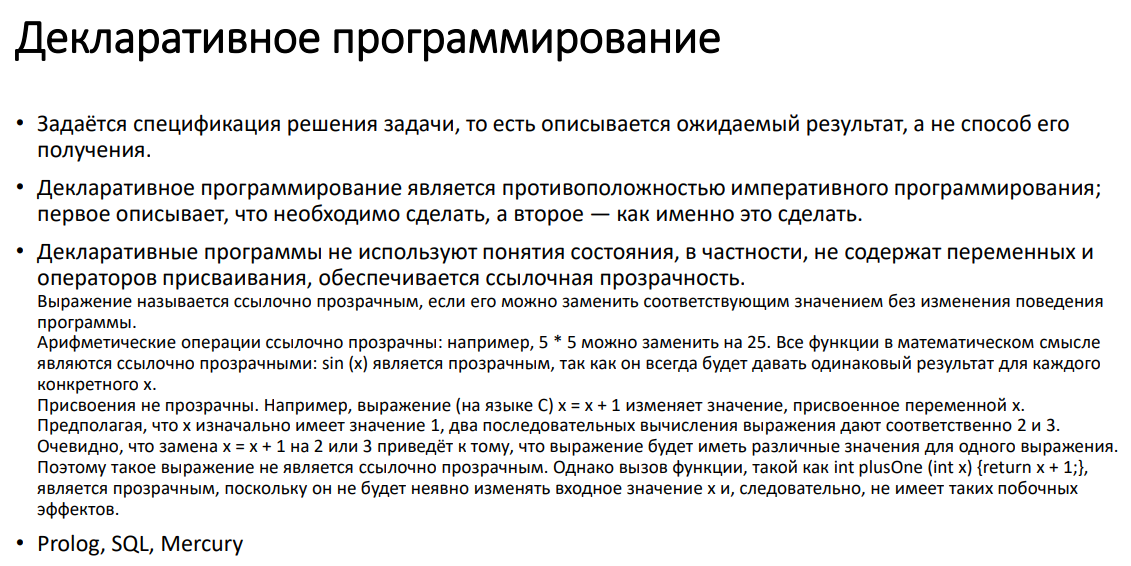 Декларативное программирование
• Задаётся спецификация решения задачи, то есть описывается ожидаемый результат, а не способ его
получения.
• Декларативное программирование является противоположностью императивного программирования;
первое описывает, что необходимо сделать, а второе — как именно это сделать.
• Декларативные программы не используют понятия состояния, в частности, не содержат переменных и
операторов присваивания, обеспечивается ссылочная прозрачность.
Выражение называется ссылочно прозрачным, если его можно заменить соответствующим значением без изменения поведения
программы.
Арифметические операции ссылочно прозрачны: например, 5 * 5 можно заменить на 25. Все функции в математическом смысле
являются ссылочно прозрачными: sin (x) является прозрачным, так как он всегда будет давать одинаковый результат для каждого
конкретного x.
Присвоения не прозрачны. Например, выражение (на языке C) x = x + 1 изменяет значение, присвоенное переменной x.
Предполагая, что x изначально имеет значение 1, два последовательных вычисления выражения дают соответственно 2 и 3.
Очевидно, что замена x = x + 1 на 2 или 3 приведёт к тому, что выражение будет иметь различные значения для одного выражения.
Поэтому такое выражение не является ссылочно прозрачным. Однако вызов функции, такой как int plusOne (int x) {return x + 1;},
является прозрачным, поскольку он не будет неявно изменять входное значение x и, следовательно, не имеет таких побочных
эффектов.
• Prolog, SQL, Mercury